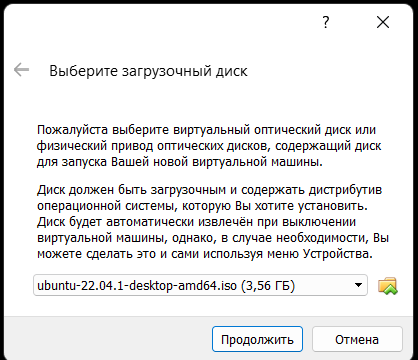 ?
Выберите загрузочный диск
Пожалуйста выберите виртуальный оптический диск или
физический привод оптических дисков, содержащий диск
для запуска Вашей новой виртуальной машины.
Диск должен быть загрузочным и содержать дистрибутив
операционной системы, которую Вы хотите установить.
Диск будет автоматически извлечён при выключении
виртуальной машины, однако, в случае необходимости, Вы
можете сделать это и сами используя меню Устройства.
ubuntu-22.04.1-desktop-amd64.iso (3,56 ГБ)
Продолжить Отмена